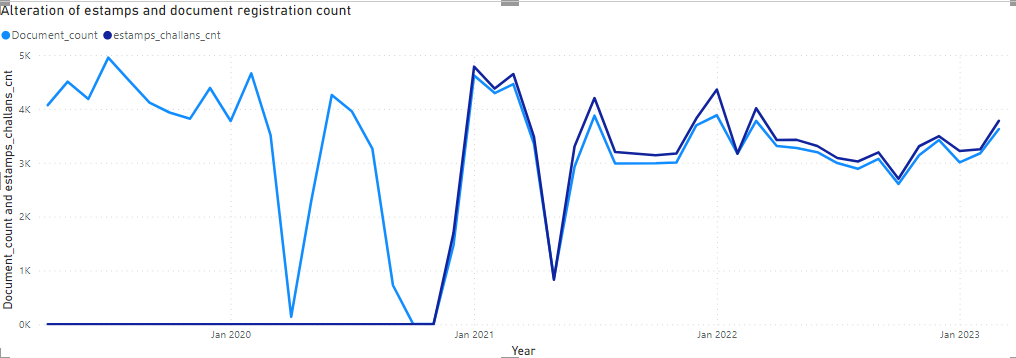 Alteration of estamps and document registration count
Document_count estamps_challans_cnt
Document_count and estamps_challans_cnt
5K
4K
3K
2K
1K
0K
Jan 2020 Jan 2021 Jan 2022 Jan 2023
Year